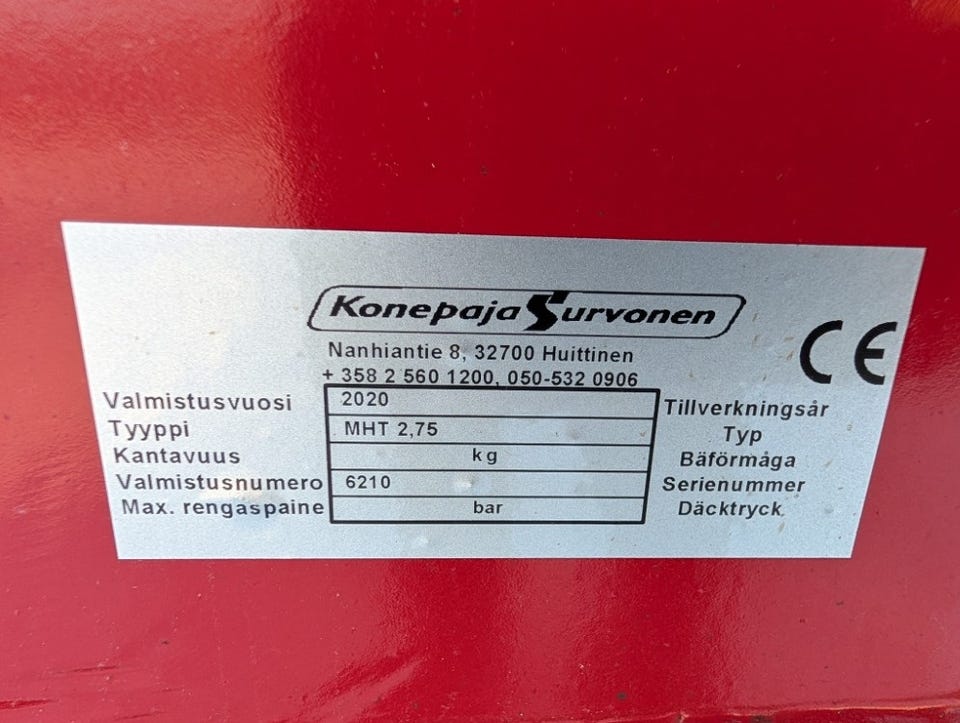 Konepaja Survonen
Nanhiantie 8, 32700 Huittinen
+ 358 2 560 1200, 050-532 0906
CE
Valmistusvuosi 2020 Tillverkningsår
Tyyppi MHT 2,75 Typ
Kantavuus kg Bäförmåga
Valmistusnumero 6210 Serienummer
Max. rengaspaine bar Däcktryck